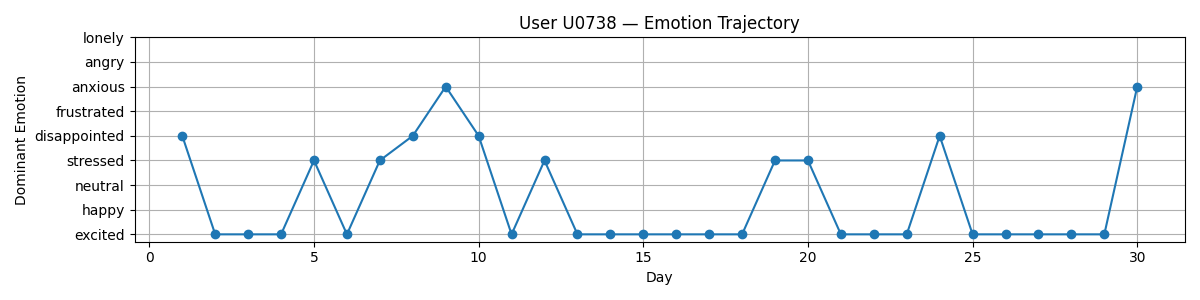 User U0738 — Emotion Trajectory
Dominant Emotion
lonely
angry
anxious
frustrated
disappointed
stressed
neutral
happy
excited
0 5 10 15 20 25 30
Day